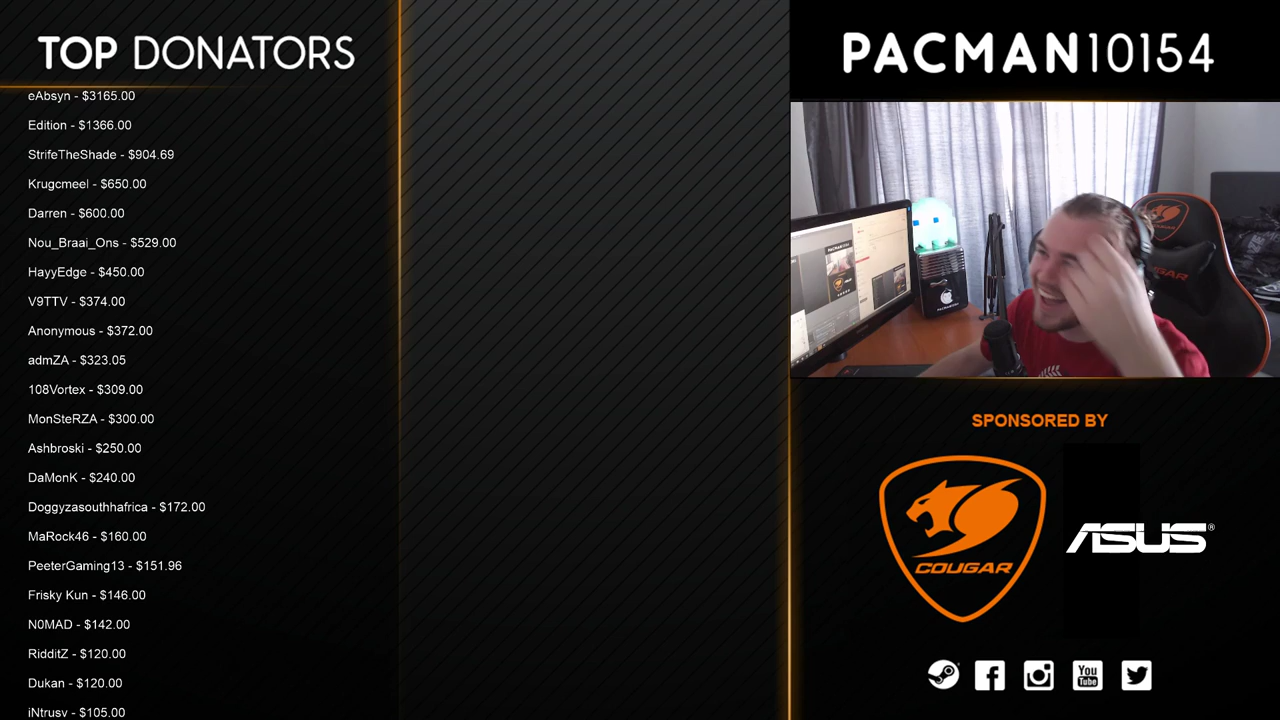 TOP DONATORS
eAbsyn - $3165.00
Edition - $1366.00
StrifeTheShade - $904.69
Krugcmeel - $650.00
Darren - $600.00
Nou_Braai_Ons - $529.00
HayyEdge - $450.00
V9TTV - $374.00
Anonymous - $372.00
admZA - $323.05
108Vortex - $309.00
MonSteRZA - $300.00
Ashbroski - $250.00
DaMonK - $240.00
Doggyzasouthhafrica - $172.00
MaRock46 - $160.00
PeeterGaming13 - $151.96
Frisky Kun - $146.00
N0MAD - $142.00
RidditZ - $120.00
Dukan - $120.00
iNtrusv - $105.00
PACMAN10154
COUGAR
SPONSORED BY
COUGAR
ASUS®
You
Tube